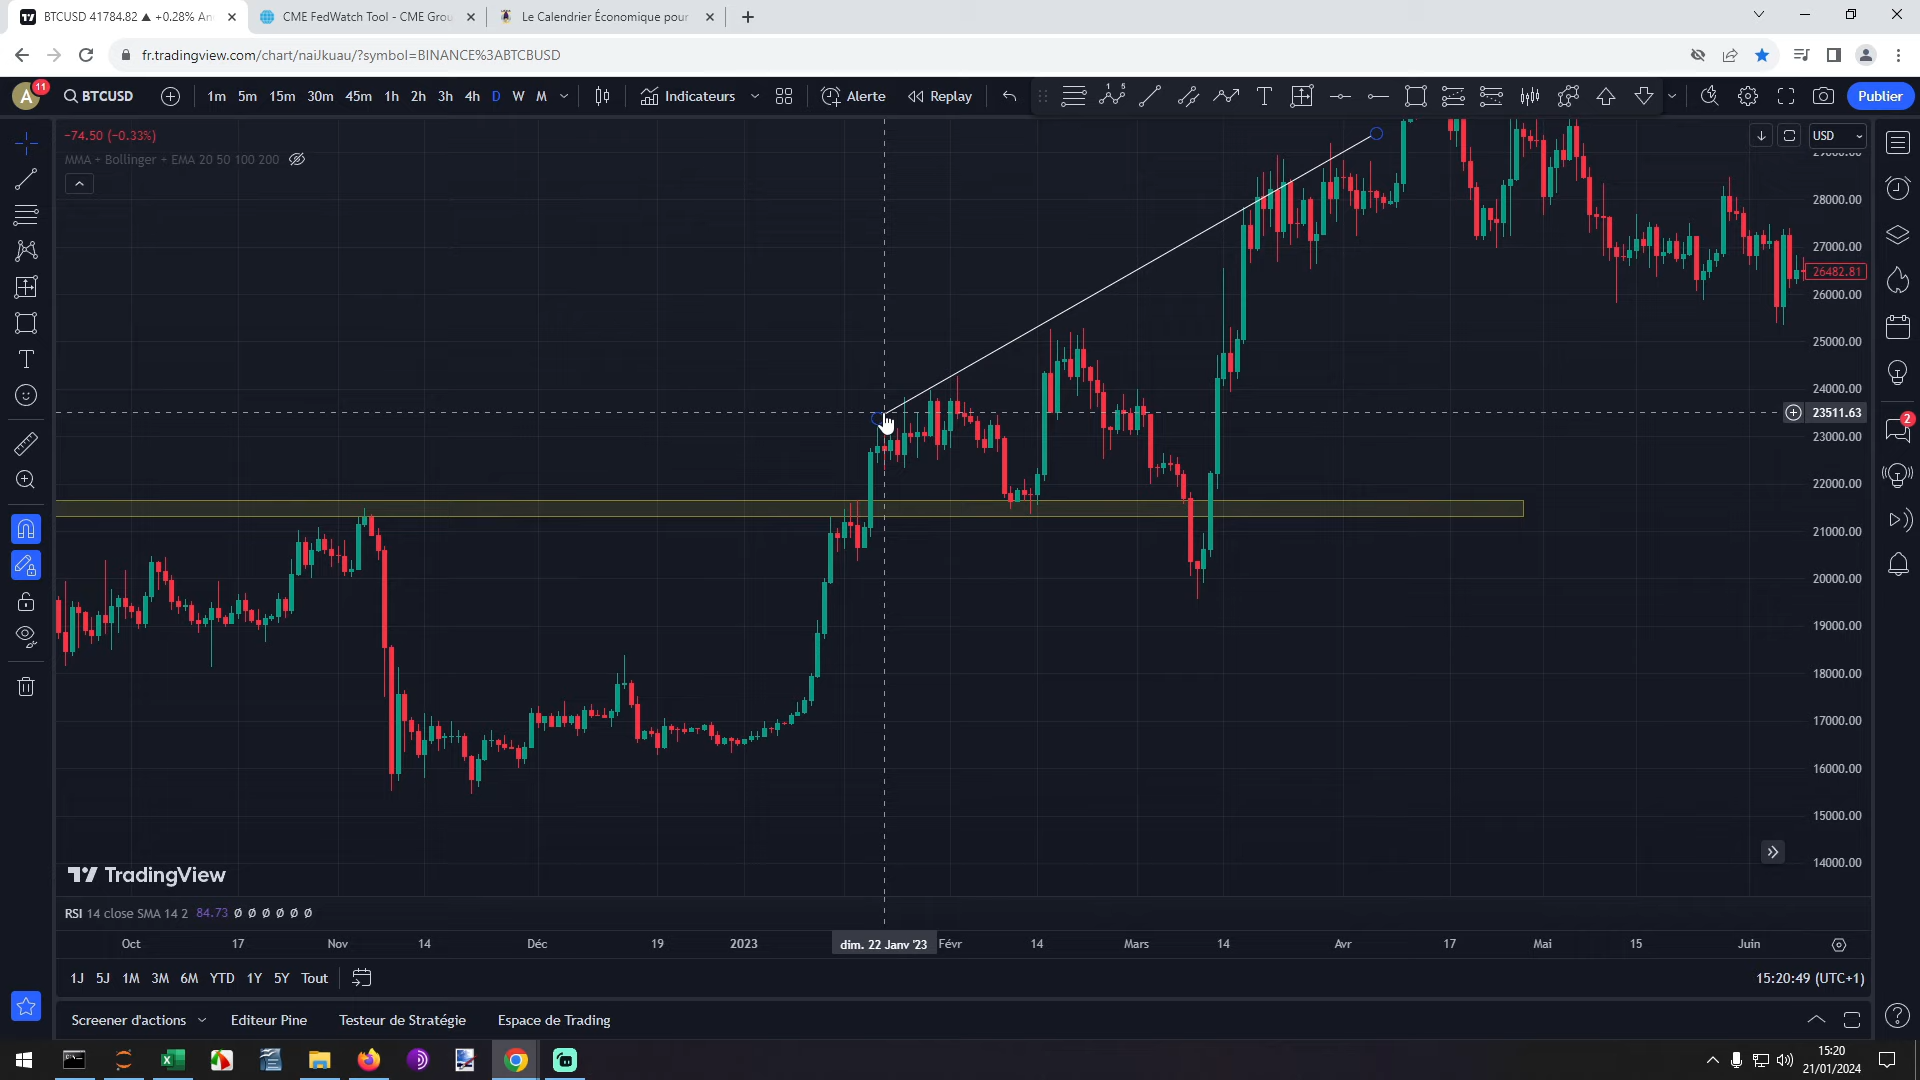 BTCUSD 41784.82 ▲ +0.28% An
CME FedWatch Tool - CME Grou
Le Calendrier Économique pour
fr.tradingview.com/chart/naiJkuau/?symbol=BINANCE%3ABTCBUSD
A 11 BTCUSD 1m 5m 15m 30m 45m 1h 2h 3h 4h D W M Indicateurs Alerte Replay Publier
−74.50 (−0.33%)
USD
MMA + Bollinger + EMA 20 50 100 200
28000.00
27000.00
26482.81
26000.00
25000.00
24000.00
23511.63
2
23000.00
22000.00
21000.00
20000.00
19000.00
18000.00
17000.00
16000.00
15000.00
14000.00
TradingView
RSI 14 close SMA 14 2 84.73 Ø Ø Ø Ø Ø Ø
Oct 17 Nov 14 Déc 19 2023 dim. 22 Janv '23 Févr 14 Mars 14 Avr 17 Mai 15 Juin
1J 5J 1M 3M 6M YTD 1Y 5Y Tout 15:20:49 (UTC+1)
Screener d'actions Editeur Pine Testeur de Stratégie Espace de Trading
15:20
21/01/2024